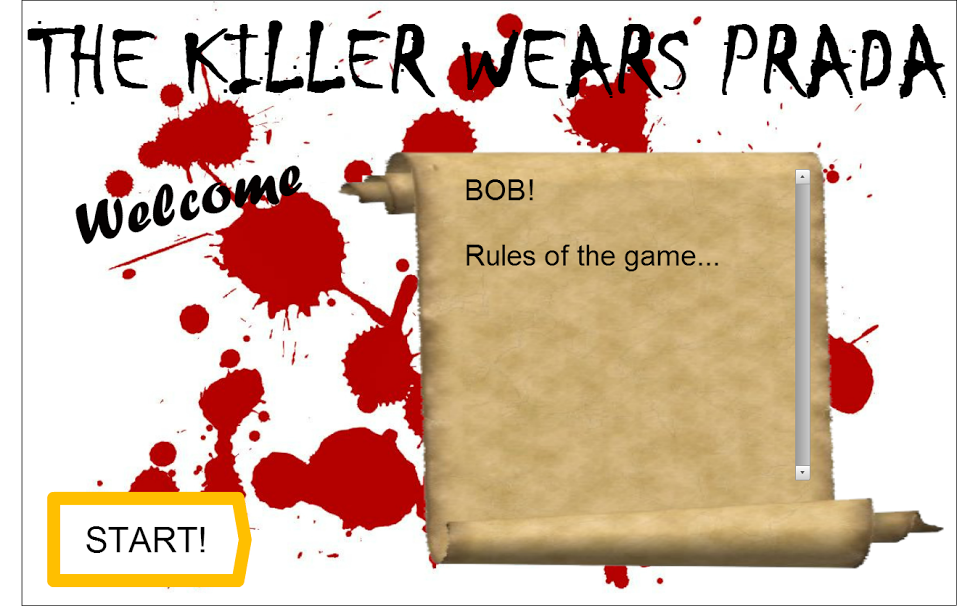 THE KILLER WEARS PRADA
Welcome
BOB!
Rules of the game...
START!